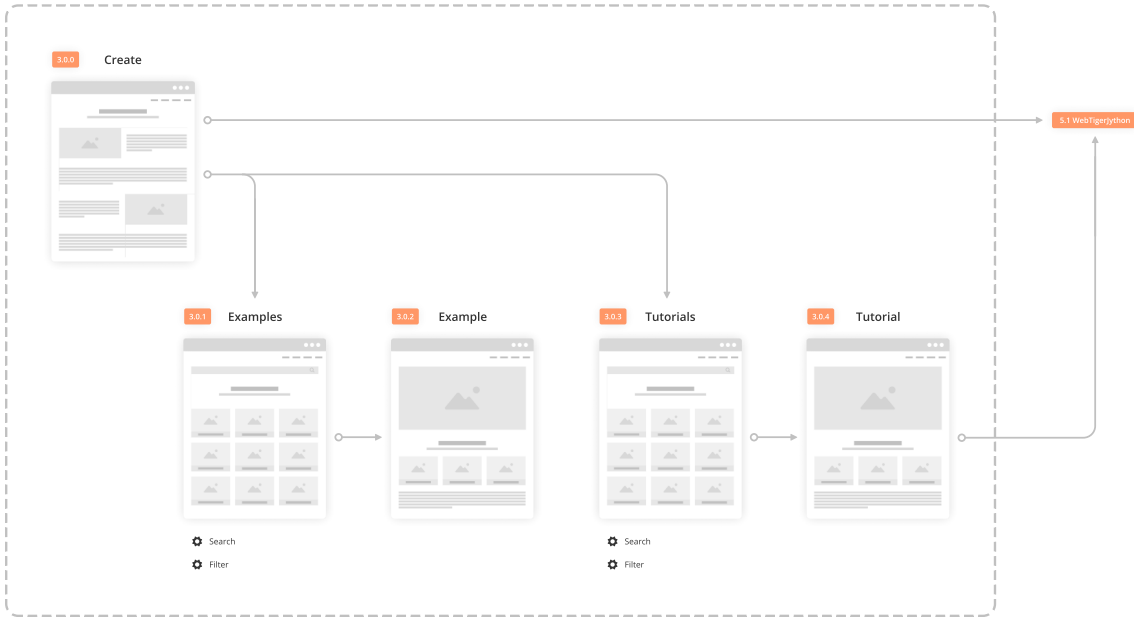 3.0.0 Create
5.1 WebTigerJython
3.0.1 Examples
3.0.2 Example
3.0.3 Tutorials
3.0.4 Tutorial
Search
Filter
Search
Filter